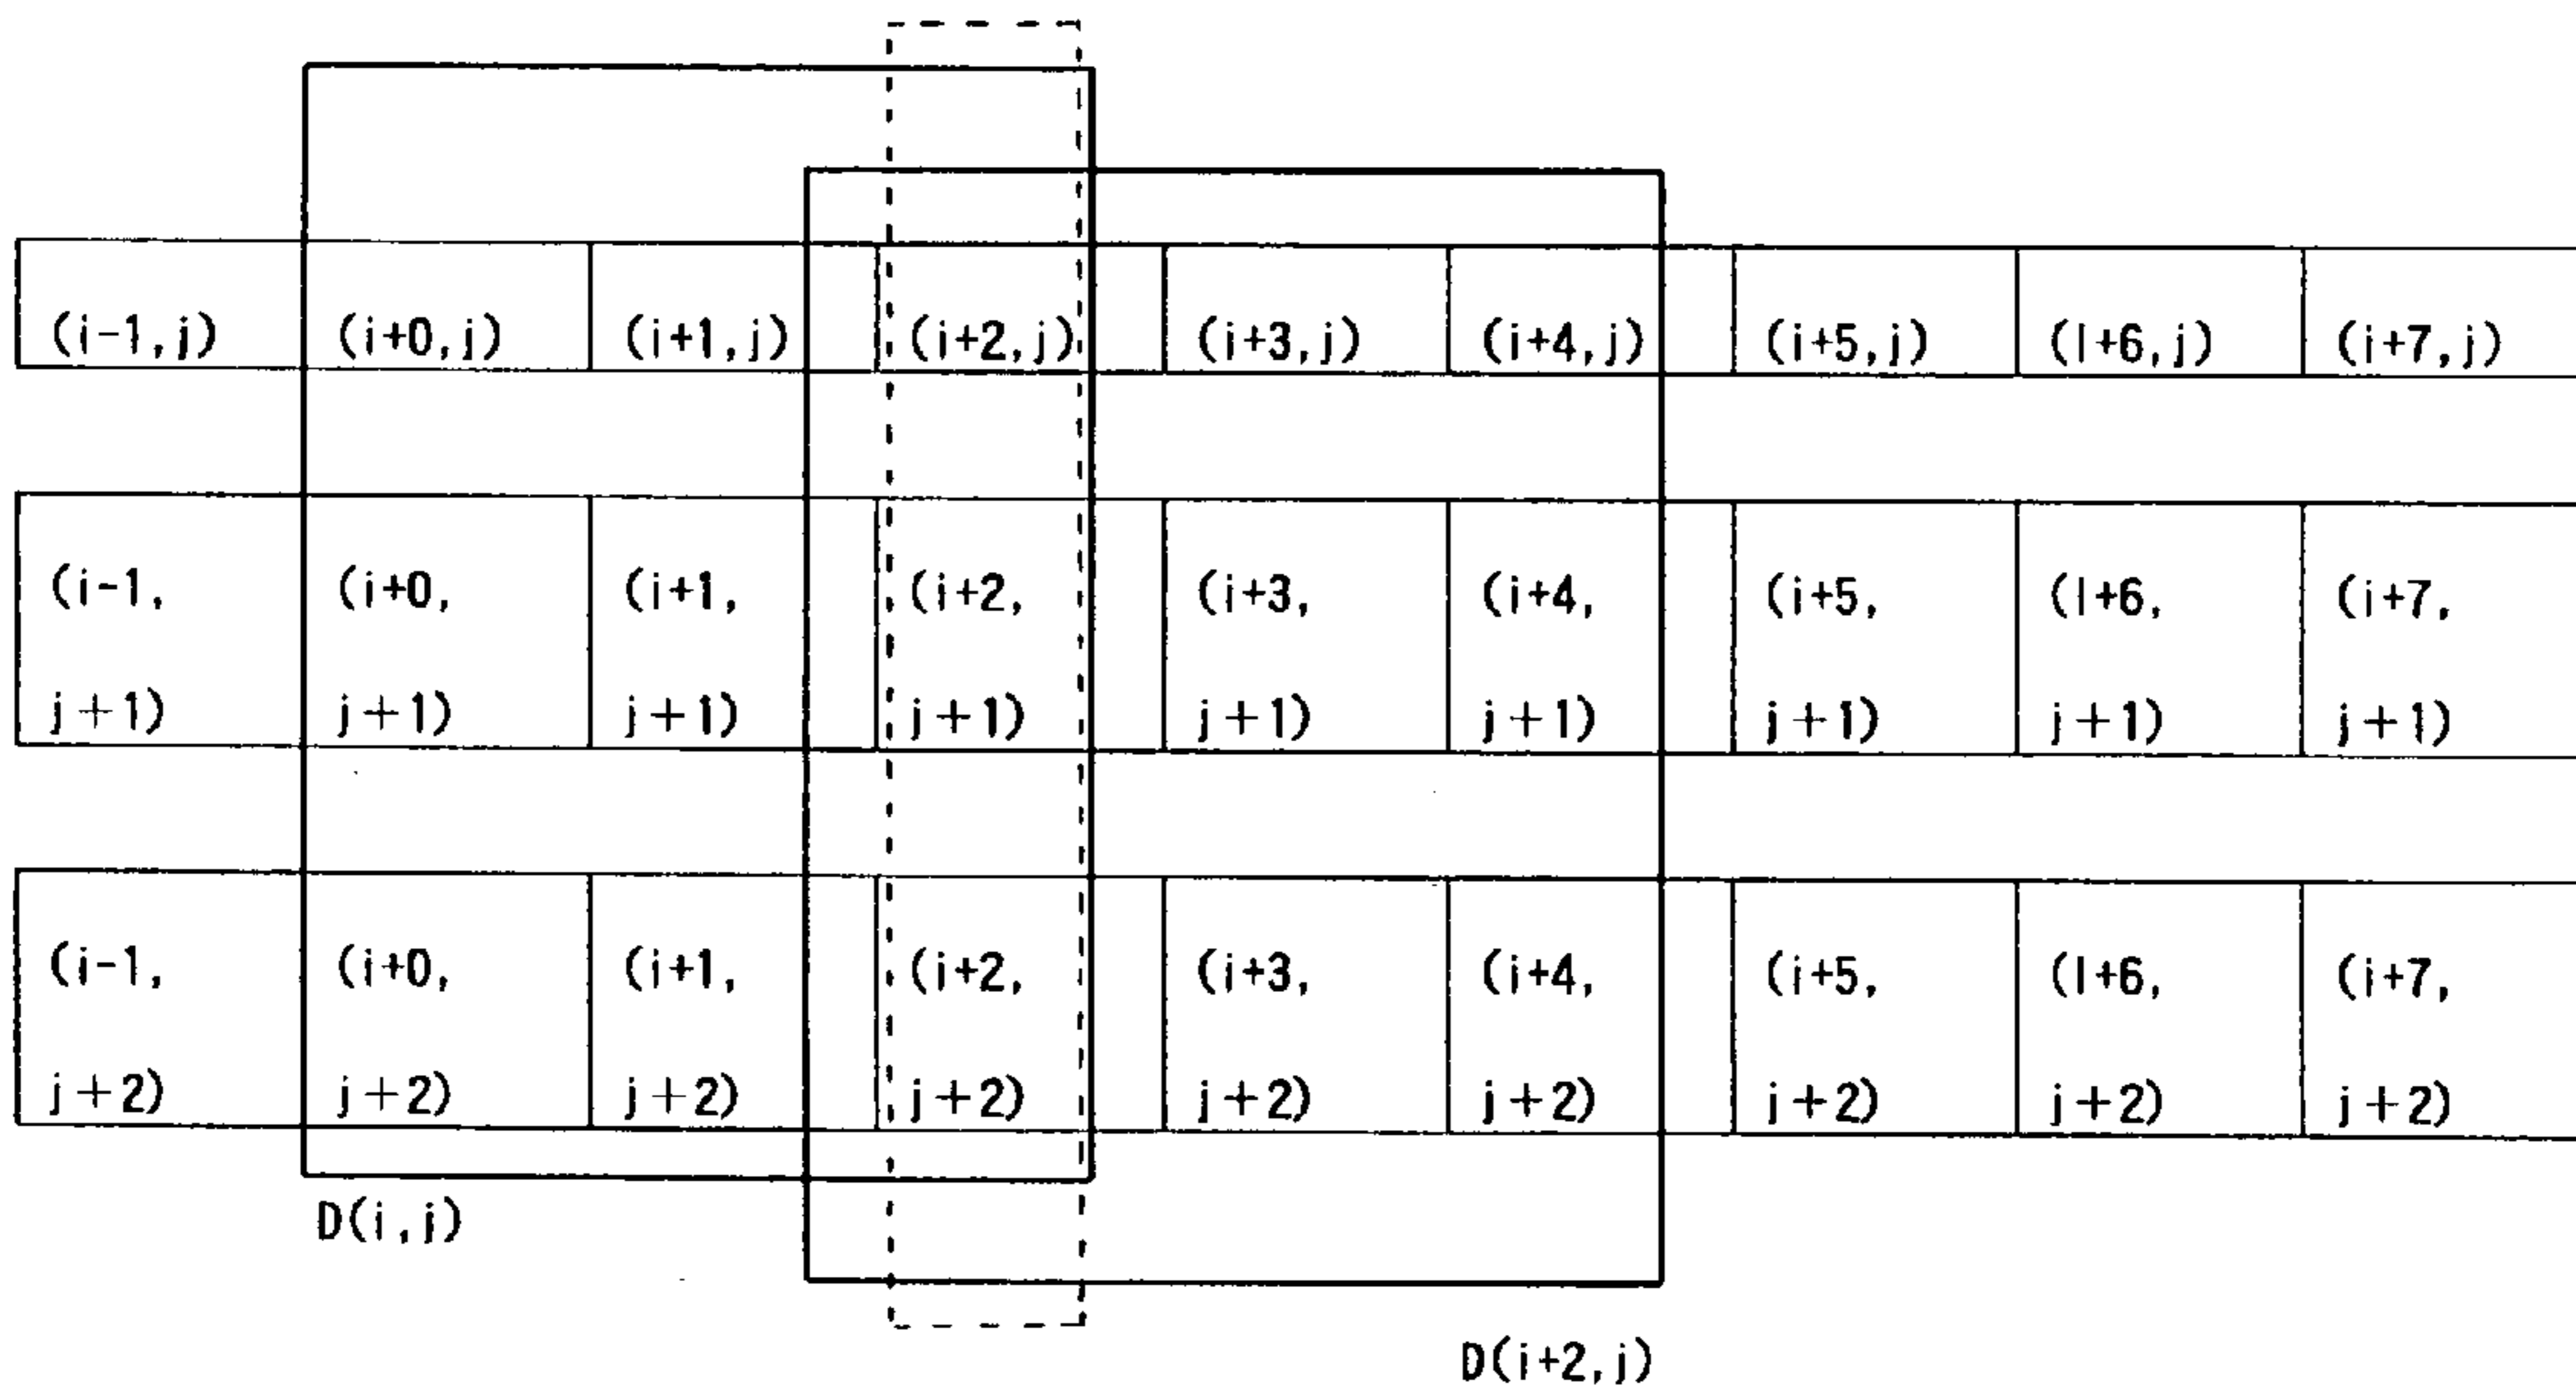 (i-1,j) (i+0,j) (i+1,j) (i+2,j) (i+3,j) (i+4,j) (i+5,j) (l+6,j) (i+7,j)
(i-1, (i+0, (i+1, (i+2, (i+3, (i+4, (i+5, (l+6, (i+7,
j+1) j+1) j+1) j+1) j+1) j+1) j+1) j+1) j+1)
(i-1, (i+0, (i+1, (i+2, (i+3, (i+4, (i+5, (l+6, (i+7,
j+2) j+2) j+2) j+2) j+2) j+2) j+2) j+2) j+2)
D(i,j)
D(i+2,j)